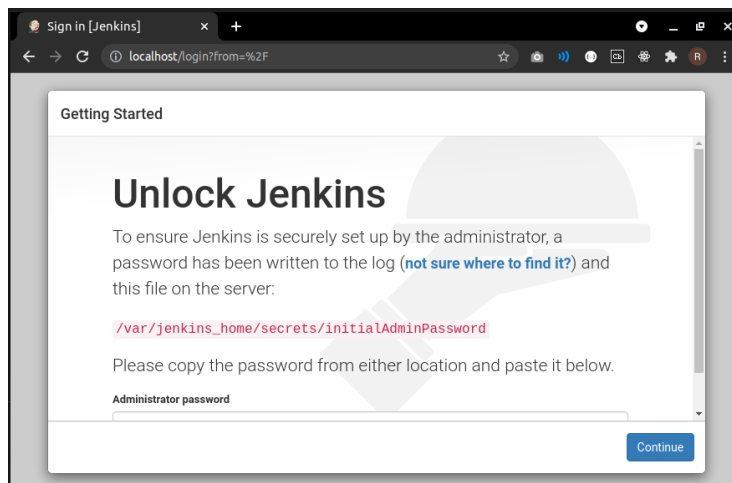 Sign in [Jenkins]
localhost/login?from=%2F
Cb
R
Getting Started
Unlock Jenkins
To ensure Jenkins is securely set up by the administrator, a
password has been written to the log (not sure where to find it?) and
this file on the server:
/var/jenkins_home/secrets/initialAdminPassword
Please copy the password from either location and paste it below.
Administrator password
Continue